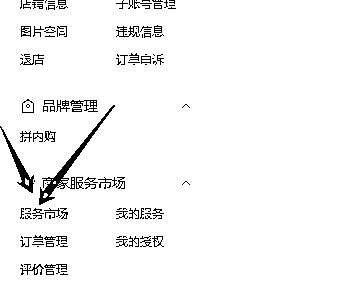 店铺信息 子账号管理
图片空间 违规信息
退店 订单申诉
品牌管理
拼内购
商家服务市场
服务市场 我的服务
订单管理 我的授权
评价管理